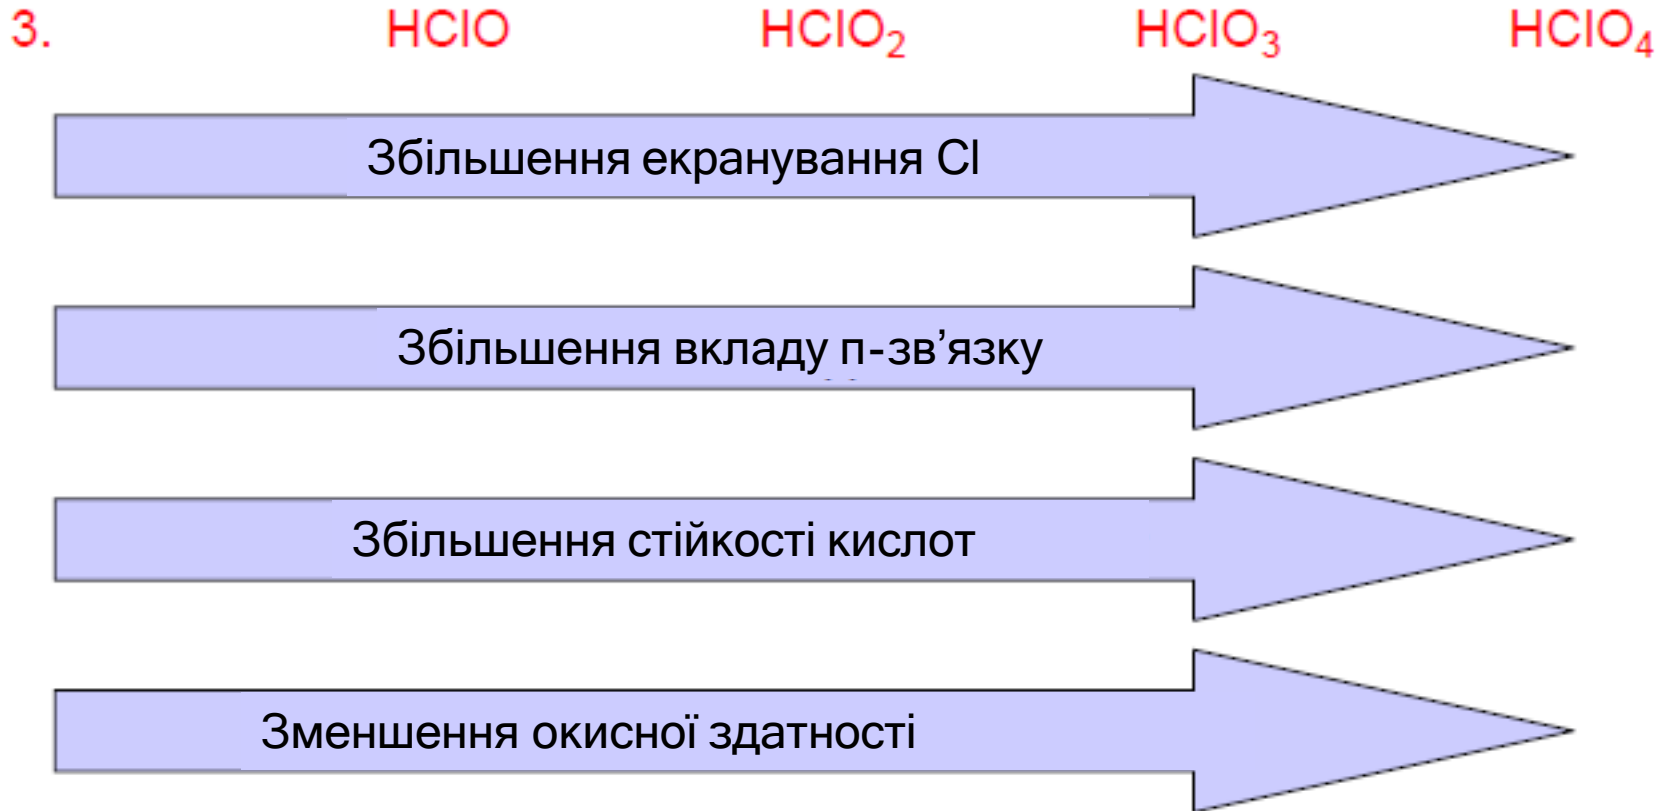 3. HClO HClO₂ HClO₃ HClO₄
Збільшення екранування Cl
Збільшення вкладу п-зв’язку
Збільшення стійкості кислот
Зменшення окисної здатності